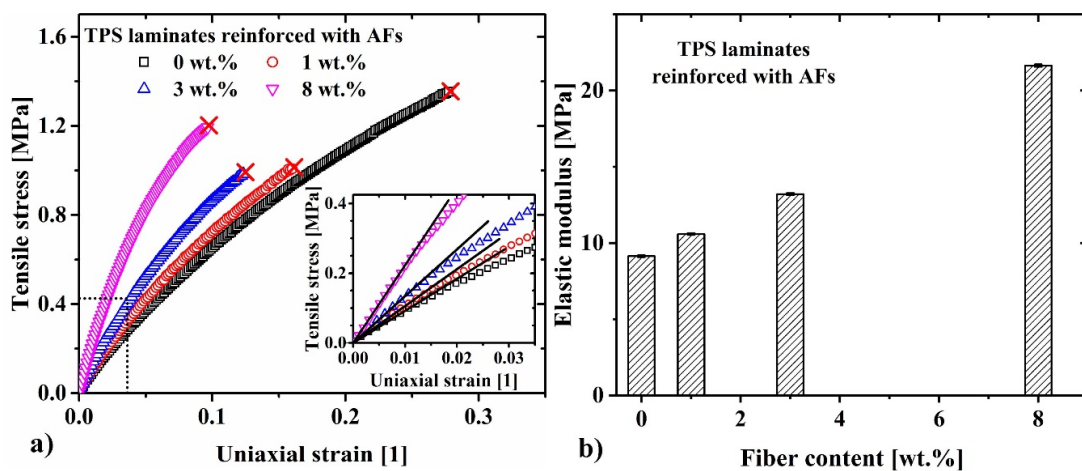 TPS laminates reinforced with AFs
0 wt.% 1 wt.%
3 wt.% 8 wt.%
Tensile stress [MPa]
1.6
1.2
0.8
0.4
0.0
0.0 0.1 0.2 0.3
Uniaxial strain [1]
a)
Tensile stress [MPa]
0.4
0.2
0.0
0.00 0.01 0.02 0.03
Uniaxial strain [1]
TPS laminates
reinforced with AFs
Elastic modulus [MPa]
20
10
0
0 2 4 6 8
Fiber content [wt.%]
b)